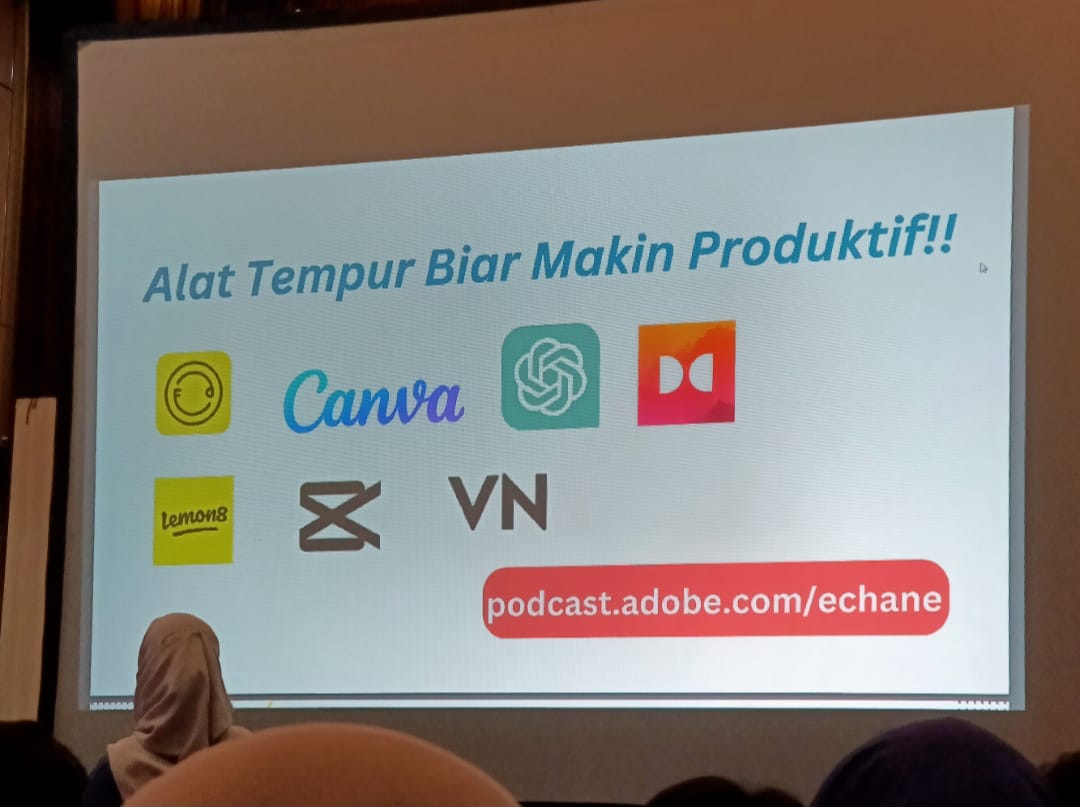 Alat Tempur Biar Makin Produktif!!
Canva
Lemon8
VN
podcast.adobe.com/echane